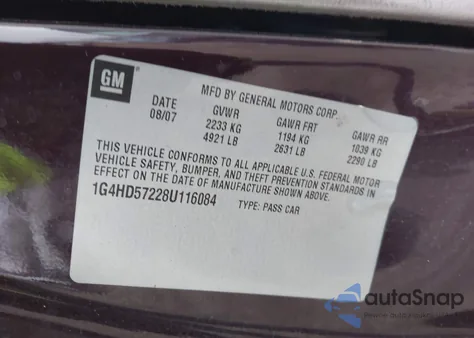 GM
MFD BY GENERAL MOTORS CORP
DATE GVWR GAWR FRT GAWR RR
08/07 2233 KG 1194 KG 1039 KG
4921 LB 2631 LB 2290 LB
THIS VEHICLE CONFORMS TO ALL APPLICABLE U.S. FEDERAL MOTOR
VEHICLE SAFETY, BUMPER, AND THEFT PREVENTION STANDARDS IN
EFFECT ON THE DATE OF MANUFACTURE SHOWN ABOVE.
1G4HD57228U116084 TYPE: PASS CAR
autoSnap